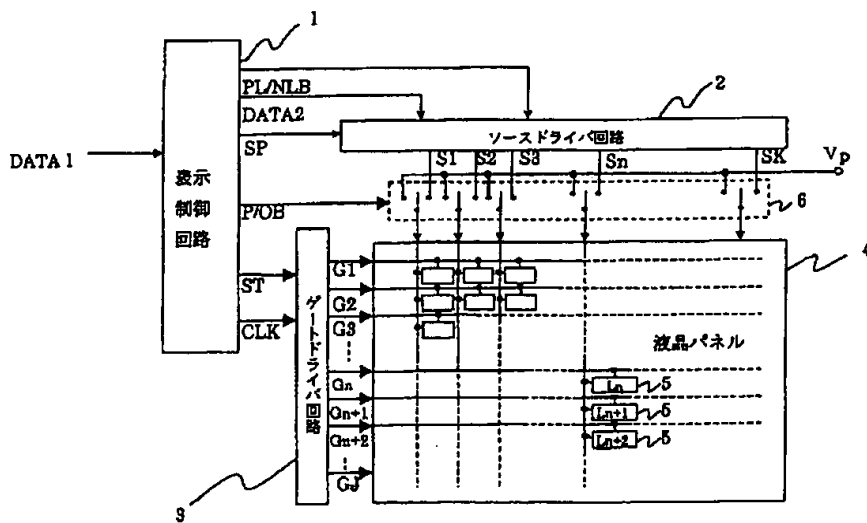 1
PL/NLB
DATA2
SP
2
ソースドライバ回路
DATA1
表示
制御
回路
S1
S2
S3
Sn
SK
Vp
P/OB
6
4
ゲートドライバ回路
G1
ST
G2
CLK
G3
液晶パネル
Gn
Ln
5
Gn+1
Ln+1
5
Gn+2
Ln+2
5
GJ
3